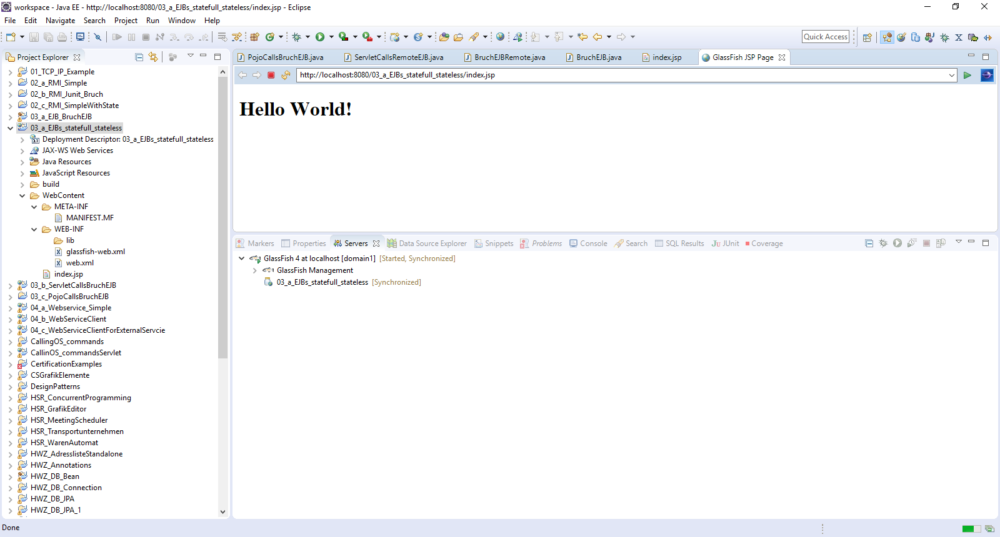 workspace - Java EE - http://localhost:8080/03_a_EJBs_statefull_stateless/index.jsp - Eclipse
File Edit Navigate Search Project Run Window Help
Quick Access
Project Explorer
01_TCP_IP_Example
02_a_RMI_Simple
02_b_RMI_Junit_Bruch
02_c_RMI_SimpleWithState
03_a_EJB_BruchEJB
03_a_EJBs_statefull_stateless
Deployment Descriptor: 03_a_EJBs_statefull_stateless
JAX-WS Web Services
Java Resources
JavaScript Resources
build
WebContent
META-INF
MANIFEST.MF
WEB-INF
lib
glassfish-web.xml
web.xml
index.jsp
03_b_ServletCallsBruchEJB
03_c_PojoCallsBruchEJB
04_a_Webservice_Simple
04_b_WebServiceClient
04_c_WebServiceClientForExternalServcie
CallingOS_commands
CallinOS_commandsServlet
CertificationExamples
CSGrafikElemente
DesignPatterns
HSR_ConcurrentProgramming
HSR_GrafikEditor
HSR_MeetingScheduler
HSR_Transportunternehmen
HSR_WarenAutomat
HWZ_AdresslisteStandalone
HWZ_Annotations
HWZ_DB_Bean
HWZ_DB_Connection
HWZ_DB_JPA
HWZ_DB_JPA_1
PojoCallsBruchEJB.java ServletCallsRemoteEJB.java BruchEJBRemote.java BruchEJB.java index.jsp GlassFish JSP Page
http://localhost:8080/03_a_EJBs_statefull_stateless/index.jsp
Hello World!
Markers Properties Servers Data Source Explorer Snippets Problems Console Search SQL Results JUnit Coverage
GlassFish 4 at localhost [domain1] [Started, Synchronized]
GlassFish Management
03_a_EJBs_statefull_stateless [Synchronized]
Done